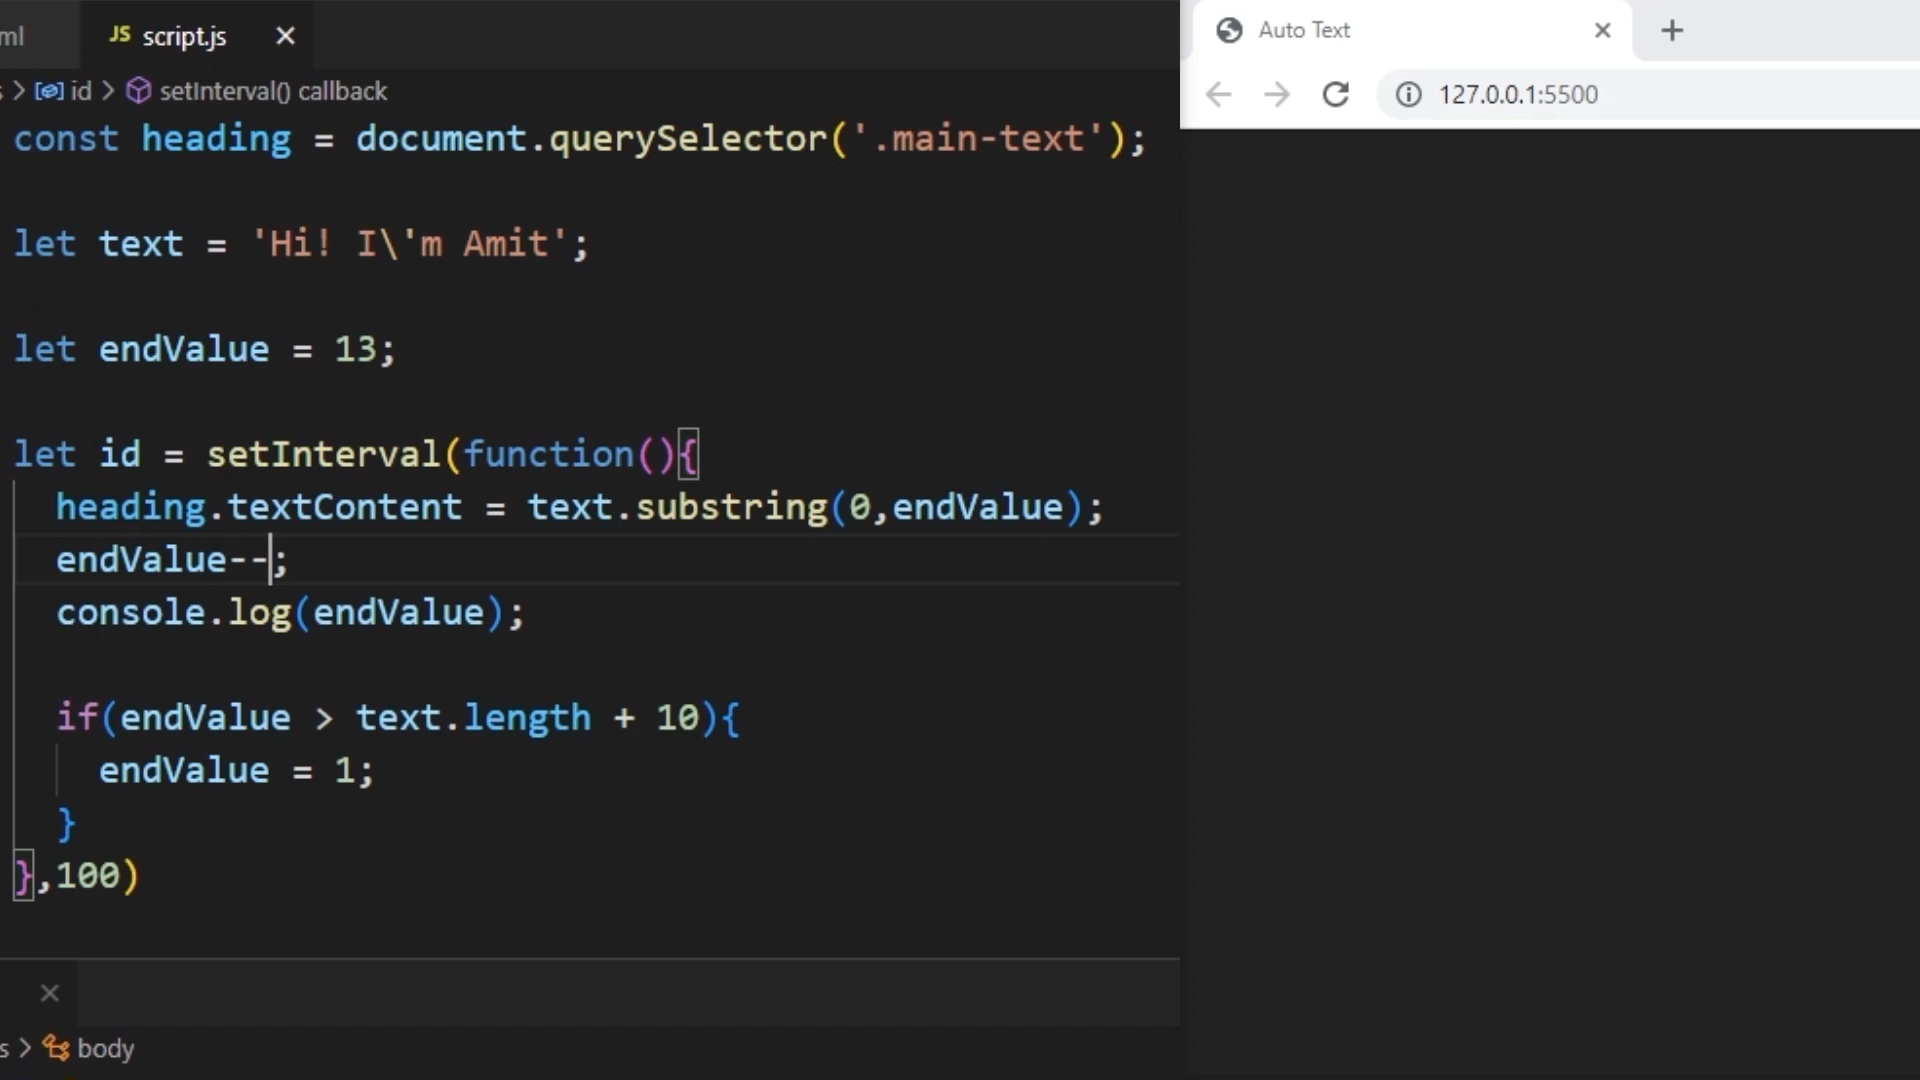 ml
JS script.js
s > id > setInterval() callback
const heading = document.querySelector('.main-text');
let text = 'Hi! I\'m Amit';
let endValue = 13;
let id = setInterval(function(){
heading.textContent = text.substring(0,endValue);
endValue--;
console.log(endValue);
if(endValue > text.length + 10){
endValue = 1;
}
},100)
s > body
Auto Text
127.0.0.1:5500